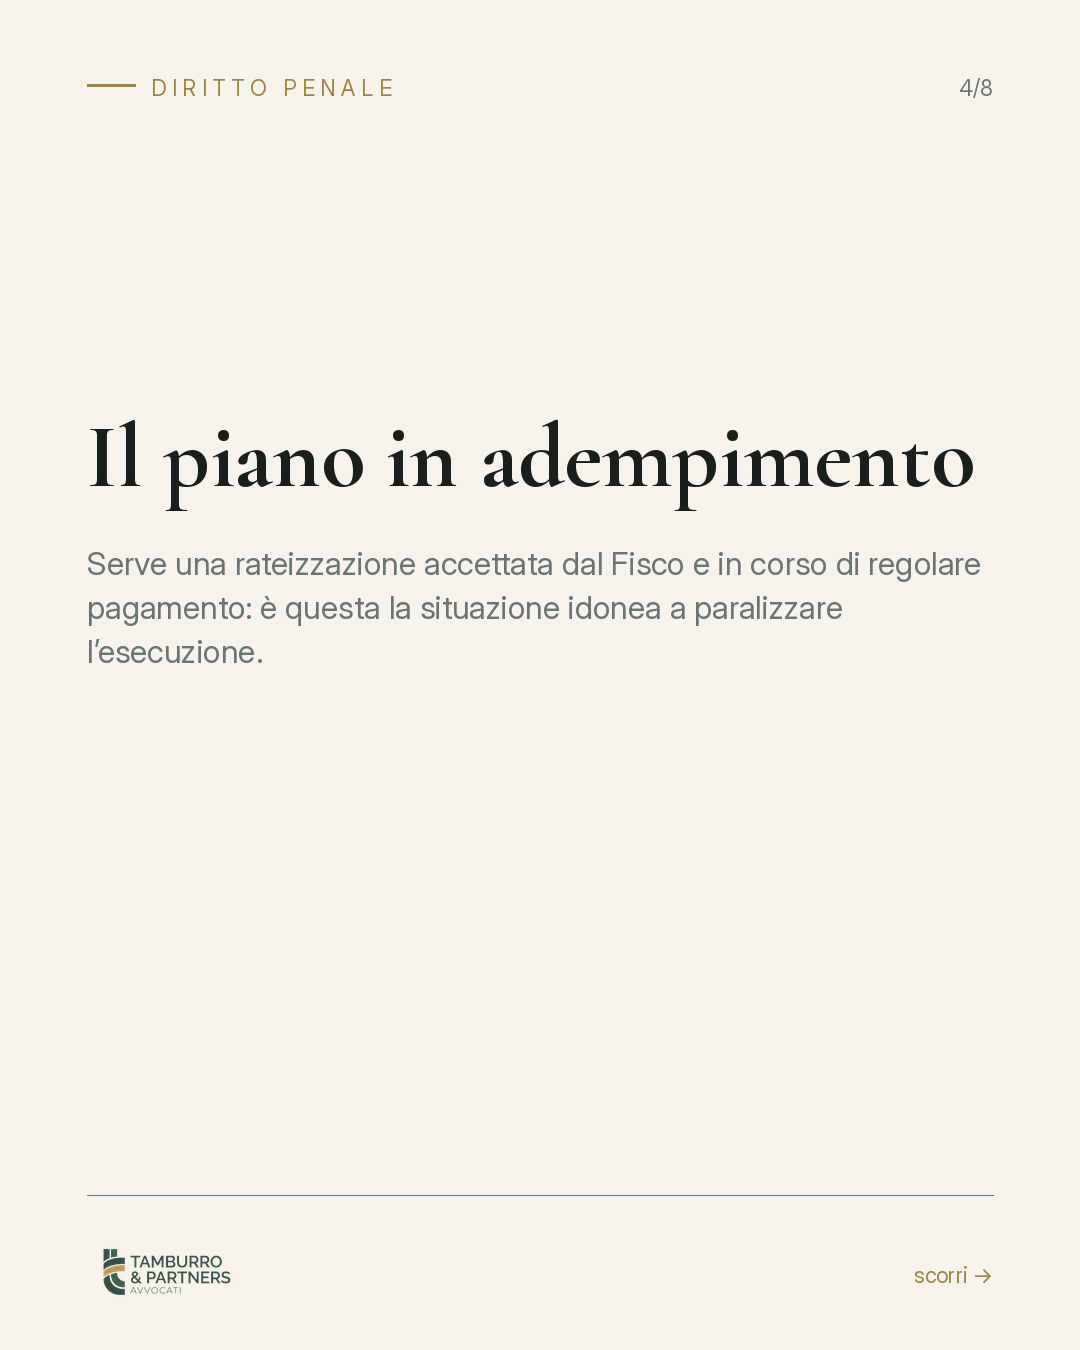 DIRITTO PENALE
4/8
Il piano in adempimento
Serve una rateizzazione accettata dal Fisco e in corso di regolare
pagamento: è questa la situazione idonea a paralizzare
l’esecuzione.
TAMBURRO
& PARTNERS
AVVOCATI
scorri →